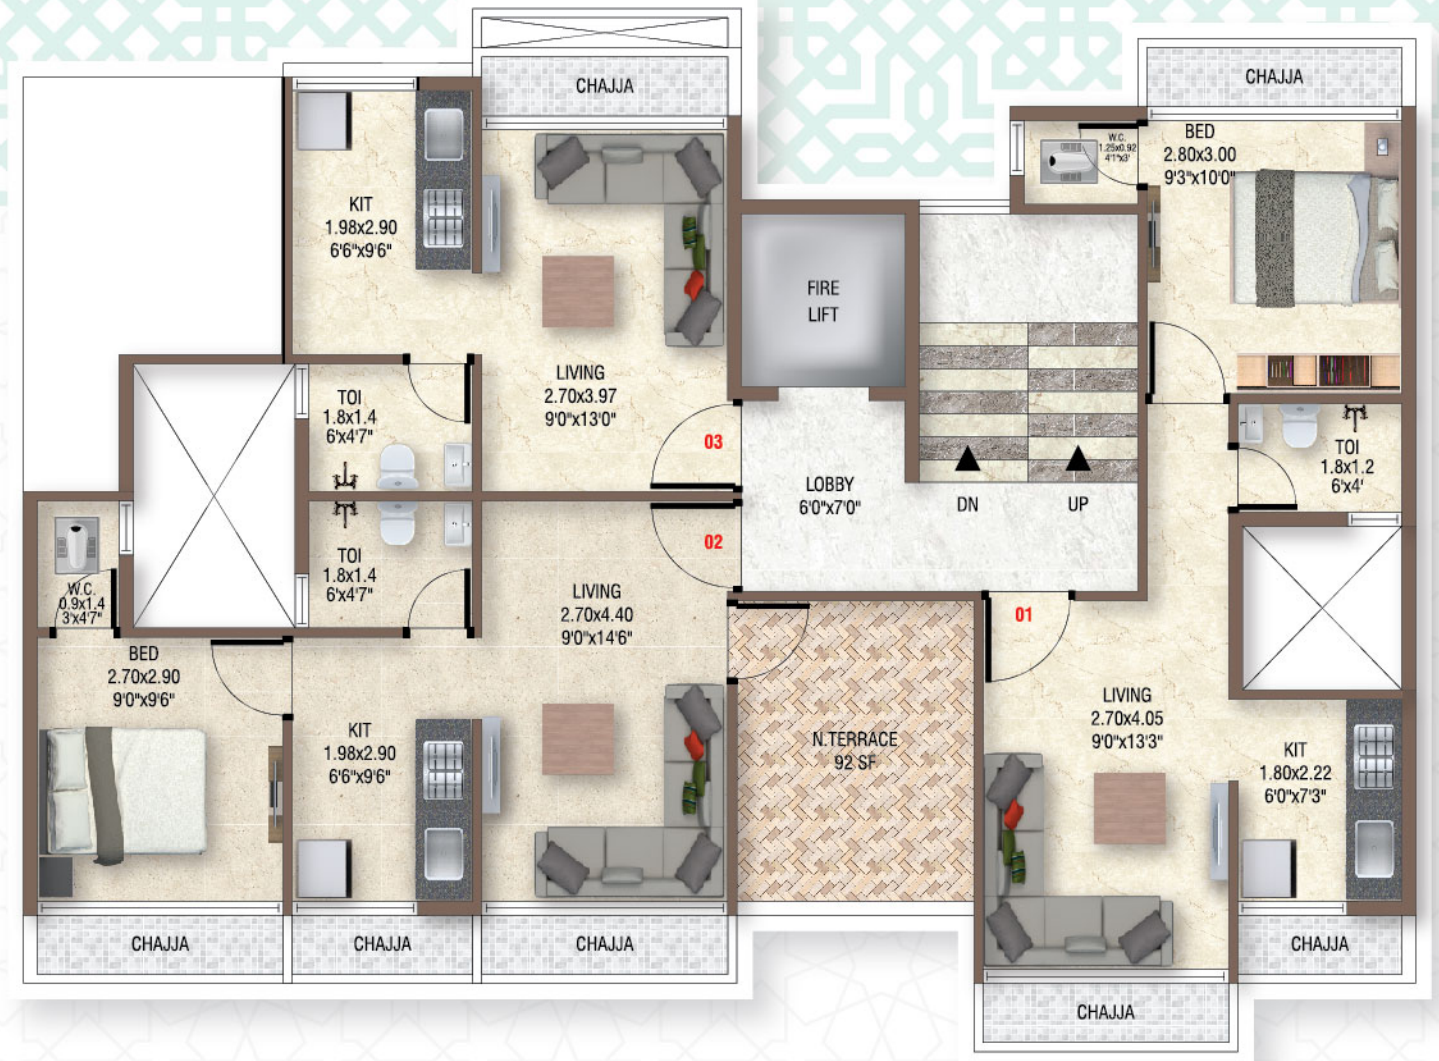 CHAJJA
CHAJJA
KIT
1.98x2.90
6'6"x9'6"
W.C.
1.25x0.92
4'1"x3'
BED
2.80x3.00
9'3"x10'0"
FIRE
LIFT
LIVING
2.70x3.97
9'0"x13'0"
TOI
1.8x1.4
6'x4'7"
03
LOBBY
6'0"x7'0"
DN
UP
TOI
1.8x1.2
6'x4'
02
TOI
1.8x1.4
6'x4'7"
W.C.
0.9x1.4
3'x4'7"
LIVING
2.70x4.40
9'0"x14'6"
01
BED
2.70x2.90
9'0"x9'6"
KIT
1.98x2.90
6'6"x9'6"
N.TERRACE
92 SF
LIVING
2.70x4.05
9'0"x13'3"
KIT
1.80x2.22
6'0"x7'3"
CHAJJA
CHAJJA
CHAJJA
CHAJJA
CHAJJA